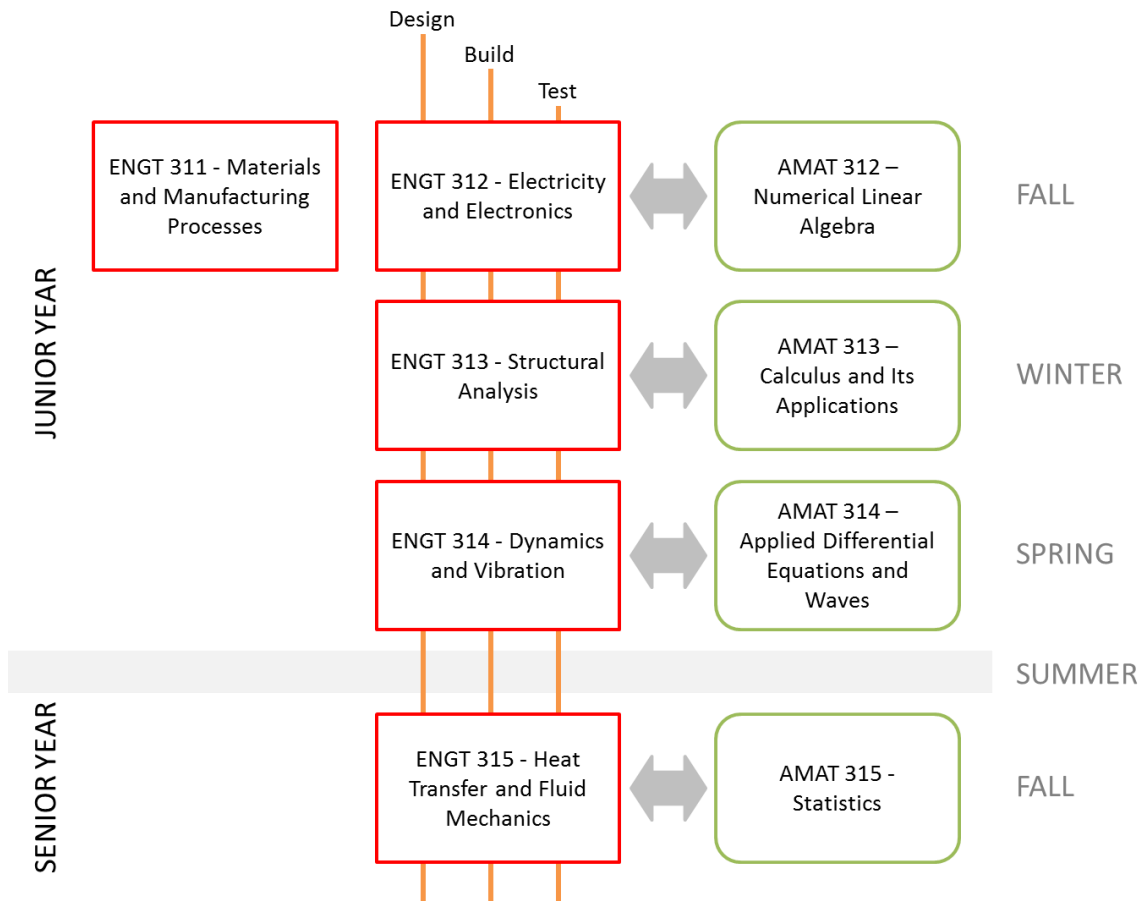 Design
Build
Test
ENGT 311 - Materials
and Manufacturing
Processes
ENGT 312 - Electricity
and Electronics
AMAT 312 –
Numerical Linear
Algebra
FALL
JUNIOR YEAR
ENGT 313 - Structural
Analysis
AMAT 313 –
Calculus and Its
Applications
WINTER
ENGT 314 - Dynamics
and Vibration
AMAT 314 –
Applied Differential
Equations and
Waves
SPRING
SUMMER
SENIOR YEAR
ENGT 315 - Heat
Transfer and Fluid
Mechanics
AMAT 315 -
Statistics
FALL